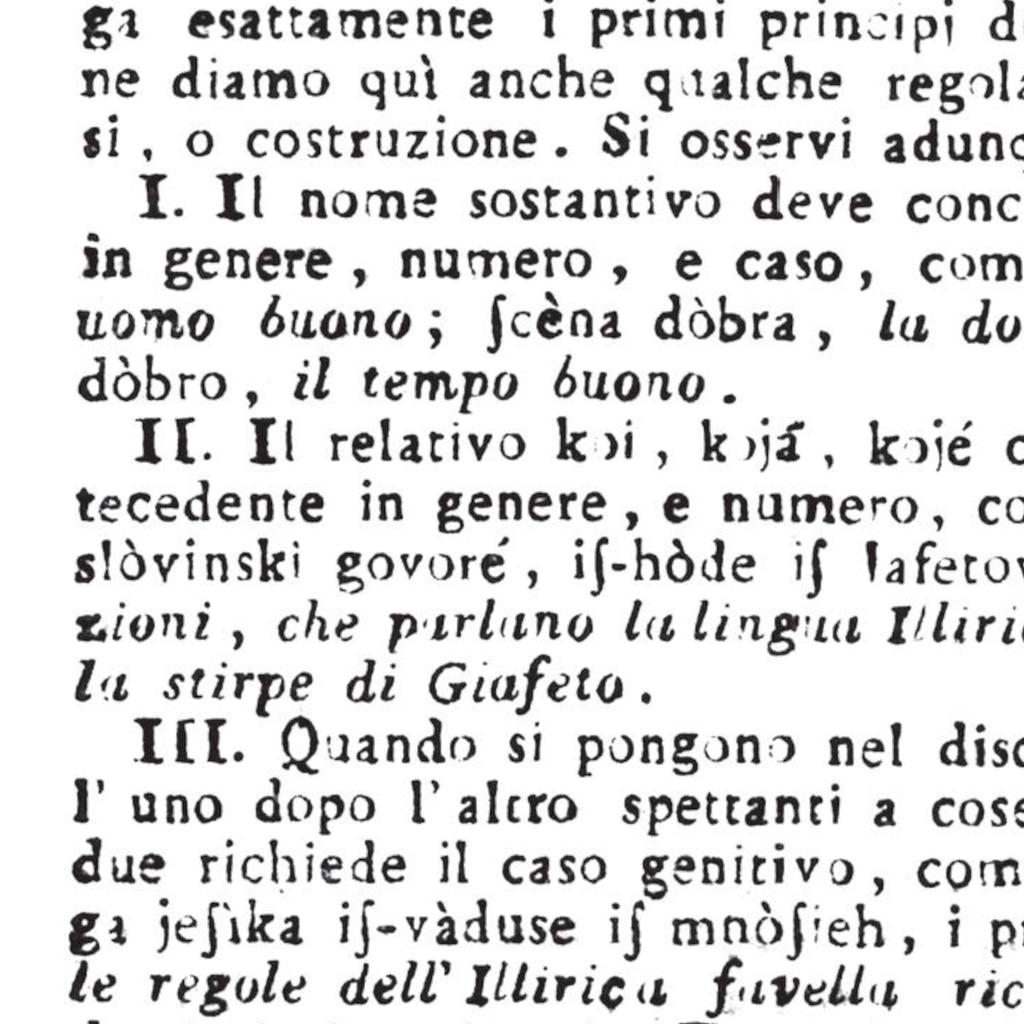 ga esattamente i primi principi d
ne diamo quì anche qualche regola
si, o costruzione. Si osservi adunq
I. Il nome sostantivo deve conc
in genere, numero, e caso, com
uomo buono; ſcèna dòbra, la do
dòbro, il tempo buono.
II. Il relativo koi, kojá, kojé c
tecedente in genere, e numero, co
slòvinski govoré, iſ-hòde iſ Iafetov
zioni, che parlano la lingua Illiric
la stirpe di Giafeto.
III. Quando si pongono nel disc
l' uno dopo l' altro spettanti a cose
due richiede il caso genitivo, com
ga jeſìka iſ-vàduse iſ mnòſieh, i pr
le regole dell' Illirica favella ric